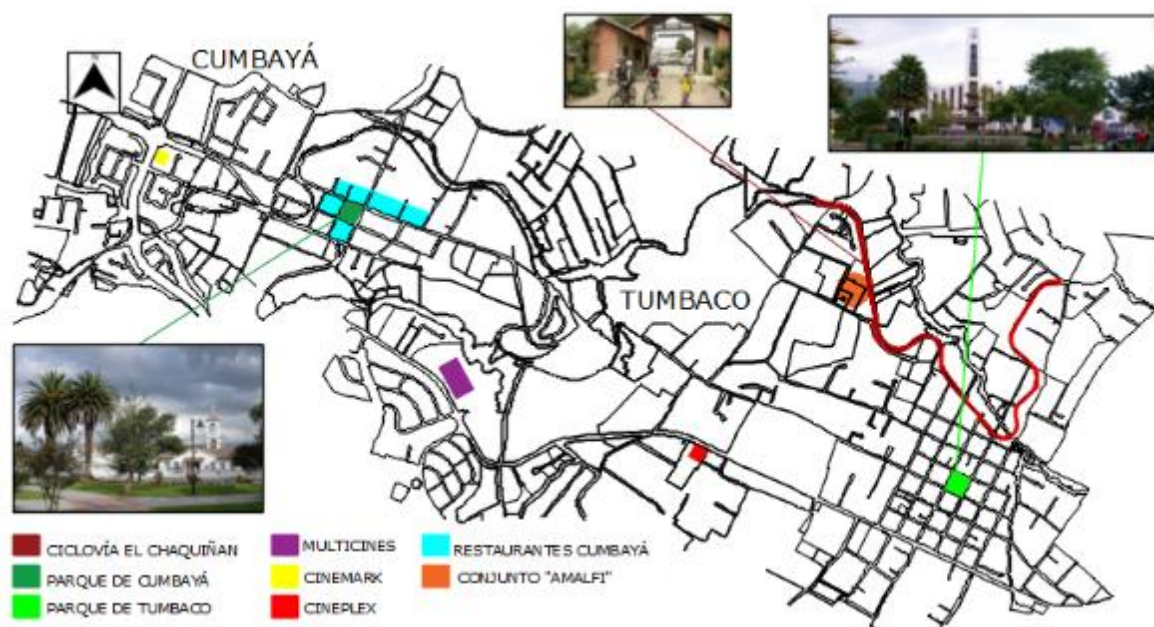 CUMBAYÁ
TUMBACO
CICLOVÍA EL CHAQUIÑAN
PARQUE DE CUMBAYÁ
PARQUE DE TUMBACO
MULTICINES
CINEMARK
CINEPLEX
RESTAURANTES CUMBAYÁ
CONJUNTO "AMALFI"